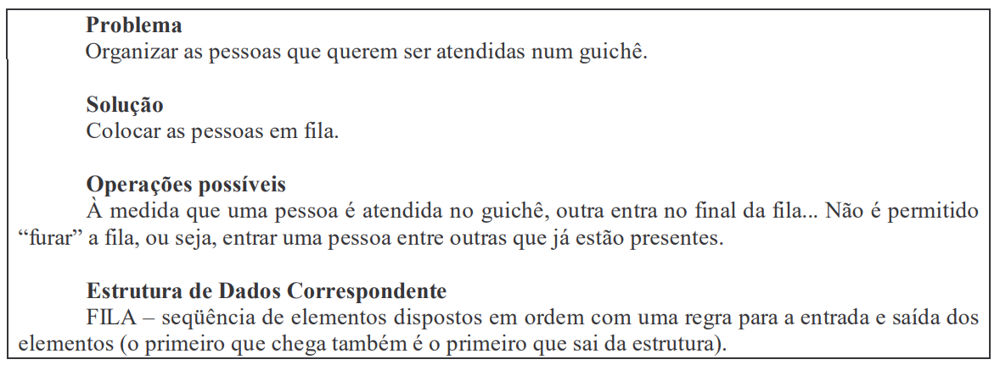 Problema
Organizar as pessoas que querem ser atendidas num guichê.
Solução
Colocar as pessoas em fila.
Operações possíveis
À medida que uma pessoa é atendida no guichê, outra entra no final da fila... Não é permitido
“furar” a fila, ou seja, entrar uma pessoa entre outras que já estão presentes.
Estrutura de Dados Correspondente
FILA – seqüência de elementos dispostos em ordem com uma regra para a entrada e saída dos
elementos (o primeiro que chega também é o primeiro que sai da estrutura).